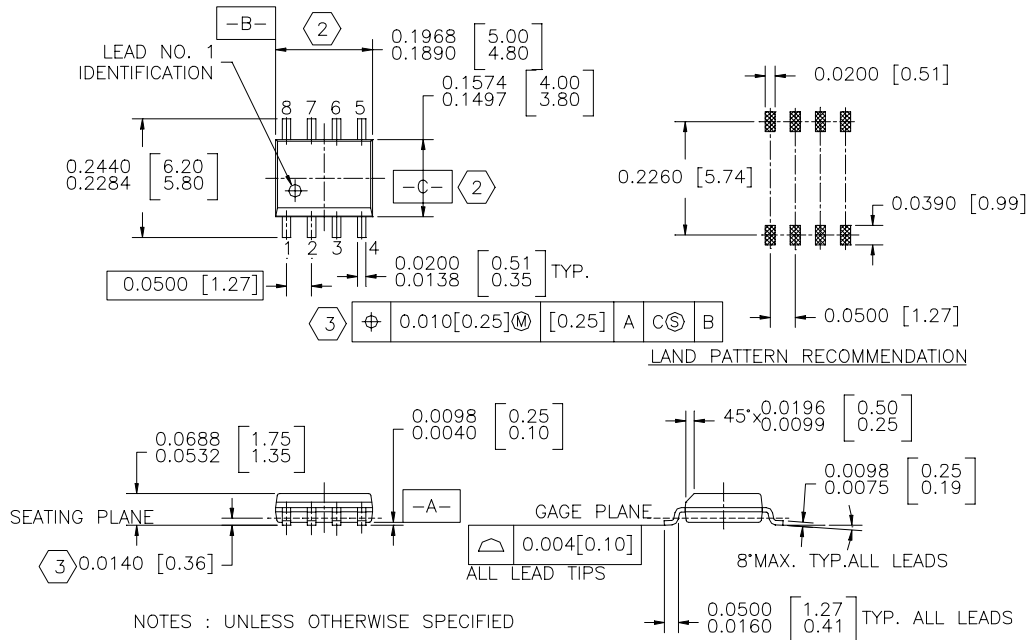 -B-
2
0.1968 [5.00]
0.1890 [4.80]
LEAD NO. 1
IDENTIFICATION
0.1574 [4.00]
0.1497 [3.80]
0.0200 [0.51]
8 7 6 5
0.2440 [6.20]
0.2284 [5.80]
-C-
2
0.2260 [5.74]
0.0390 [0.99]
1 2 3 4
0.0500 [1.27]
0.0200 [0.51]
0.0138 [0.35] TYP.
3 ⌖ 0.010[0.25]Ⓜ [0.25] A CⓈ B
0.0500 [1.27]
LAND PATTERN RECOMMENDATION
0.0688 [1.75]
0.0532 [1.35]
0.0098 [0.25]
0.0040 [0.10]
45°x 0.0196 [0.50]
0.0099 [0.25]
0.0098 [0.25]
0.0075 [0.19]
-A-
SEATING PLANE
GAGE PLANE
⌓ 0.004[0.10]
ALL LEAD TIPS
8°MAX. TYP.ALL LEADS
3 0.0140 [0.36]
0.0500 [1.27]
0.0160 [0.41] TYP. ALL LEADS
NOTES : UNLESS OTHERWISE SPECIFIED